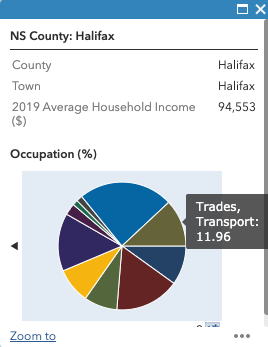 NS County: Halifax
County Halifax
Town Halifax
2019 Average Household Income 94,553
($)
Occupation (%)
Trades,
Transport:
11.96
Zoom to